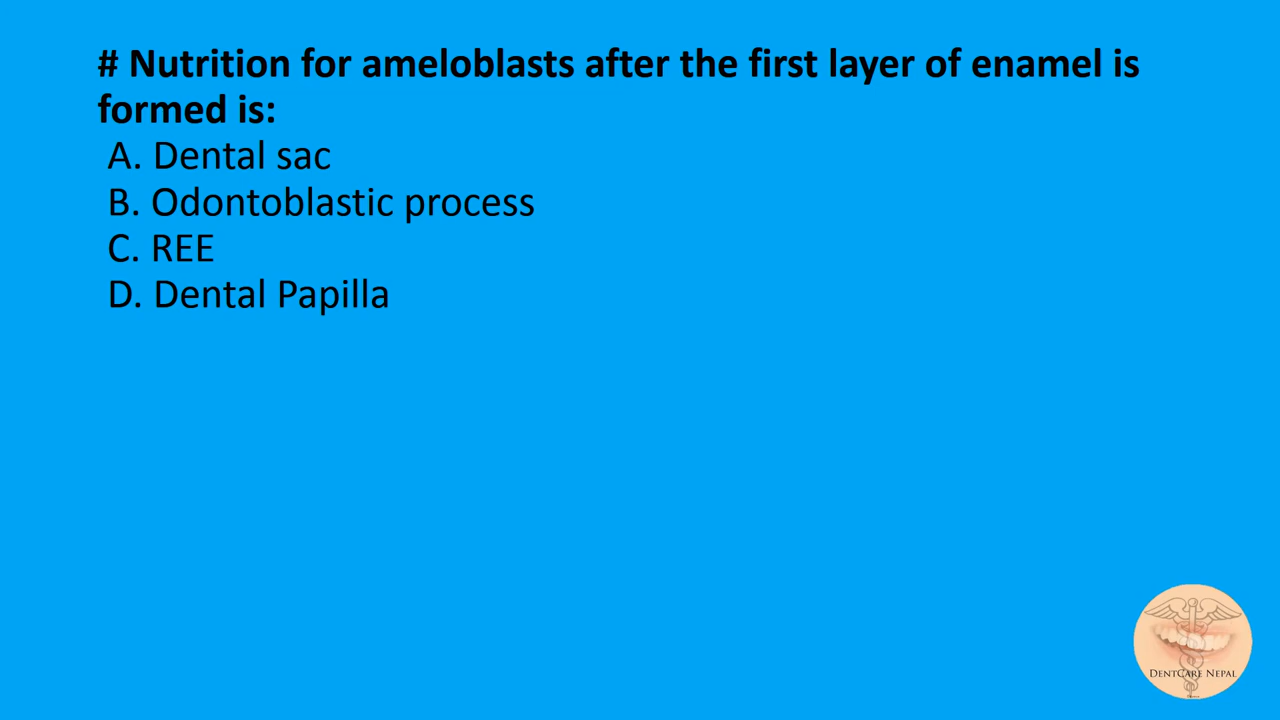 # Nutrition for ameloblasts after the first layer of enamel is
formed is:
A. Dental sac
B. Odontoblastic process
C. REE
D. Dental Papilla
DentCare Nepal